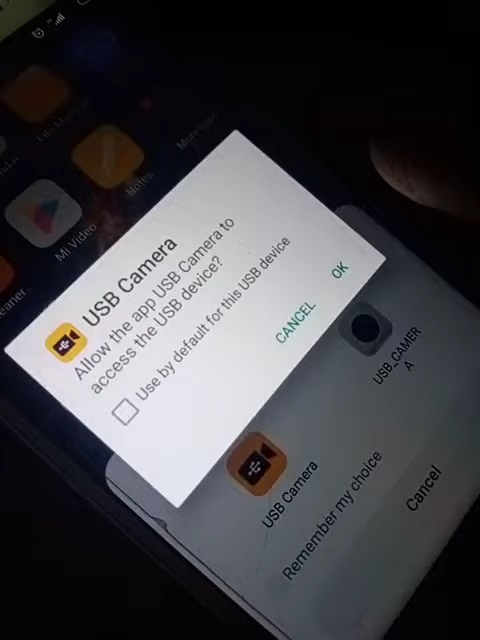 Notes
Mi Video
USB Camera
Allow the app USB Camera to
access the USB device?
Use by default for this USB device
CANCEL
OK
USB_CAMER
A
USB Camera
Remember my choice
Cancel